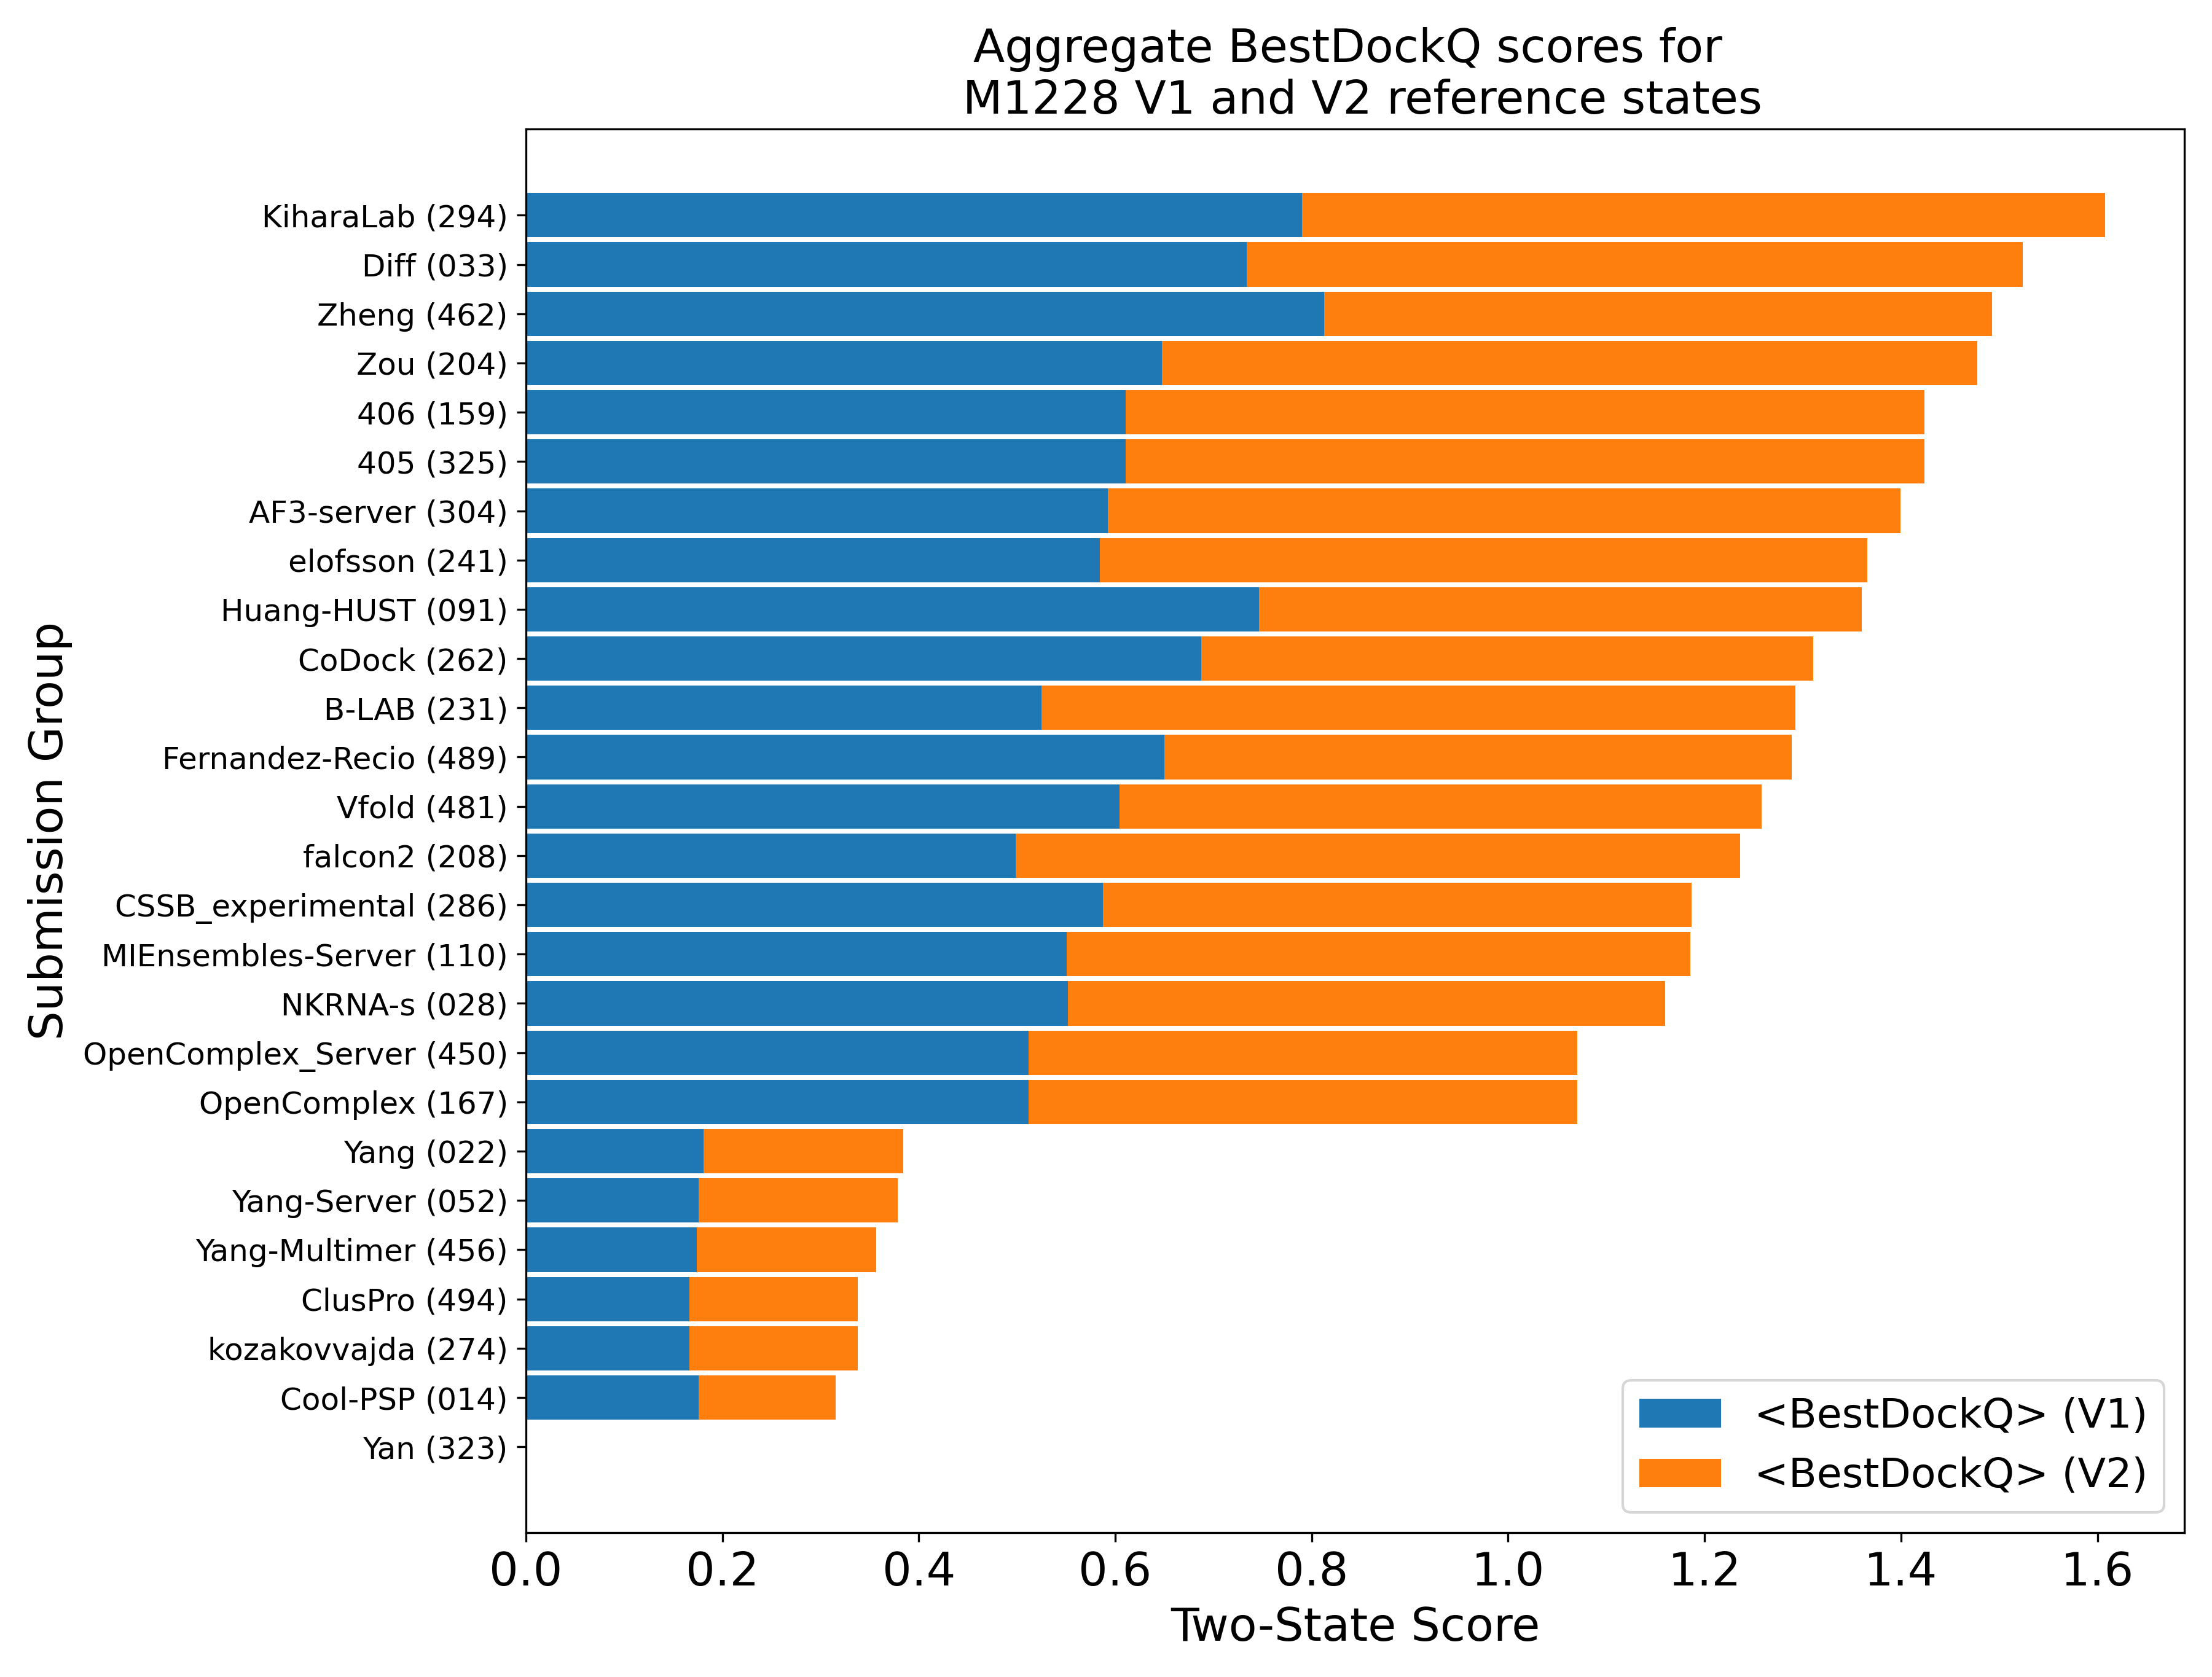 Aggregate BestDockQ scores for
M1228 V1 and V2 reference states
Submission Group
KiharaLab (294)
Diff (033)
Zheng (462)
Zou (204)
406 (159)
405 (325)
AF3-server (304)
elofsson (241)
Huang-HUST (091)
CoDock (262)
B-LAB (231)
Fernandez-Recio (489)
Vfold (481)
falcon2 (208)
CSSB_experimental (286)
MIEnsembles-Server (110)
NKRNA-s (028)
OpenComplex_Server (450)
OpenComplex (167)
Yang (022)
Yang-Server (052)
Yang-Multimer (456)
ClusPro (494)
kozakovvajda (274)
Cool-PSP (014)
Yan (323)
<BestDockQ> (V1)
<BestDockQ> (V2)
0.0 0.2 0.4 0.6 0.8 1.0 1.2 1.4 1.6
Two-State Score